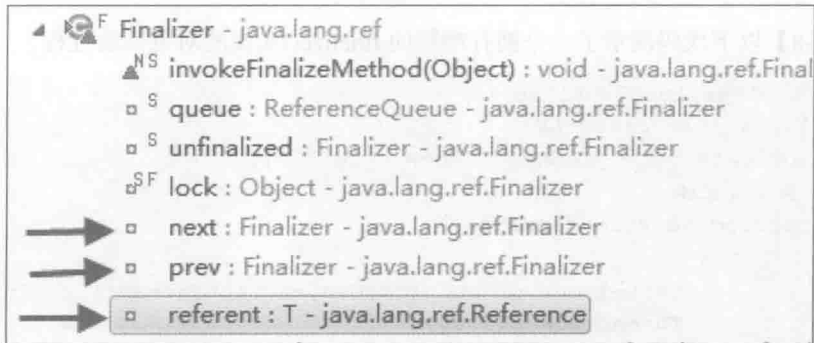 F Finalizer - java.lang.ref
NS invokeFinalizeMethod(Object) : void - java.lang.ref.Final
S queue : ReferenceQueue - java.lang.ref.Finalizer
S unfinalized : Finalizer - java.lang.ref.Finalizer
SF lock : Object - java.lang.ref.Finalizer
next : Finalizer - java.lang.ref.Finalizer
prev : Finalizer - java.lang.ref.Finalizer
referent : T - java.lang.ref.Reference